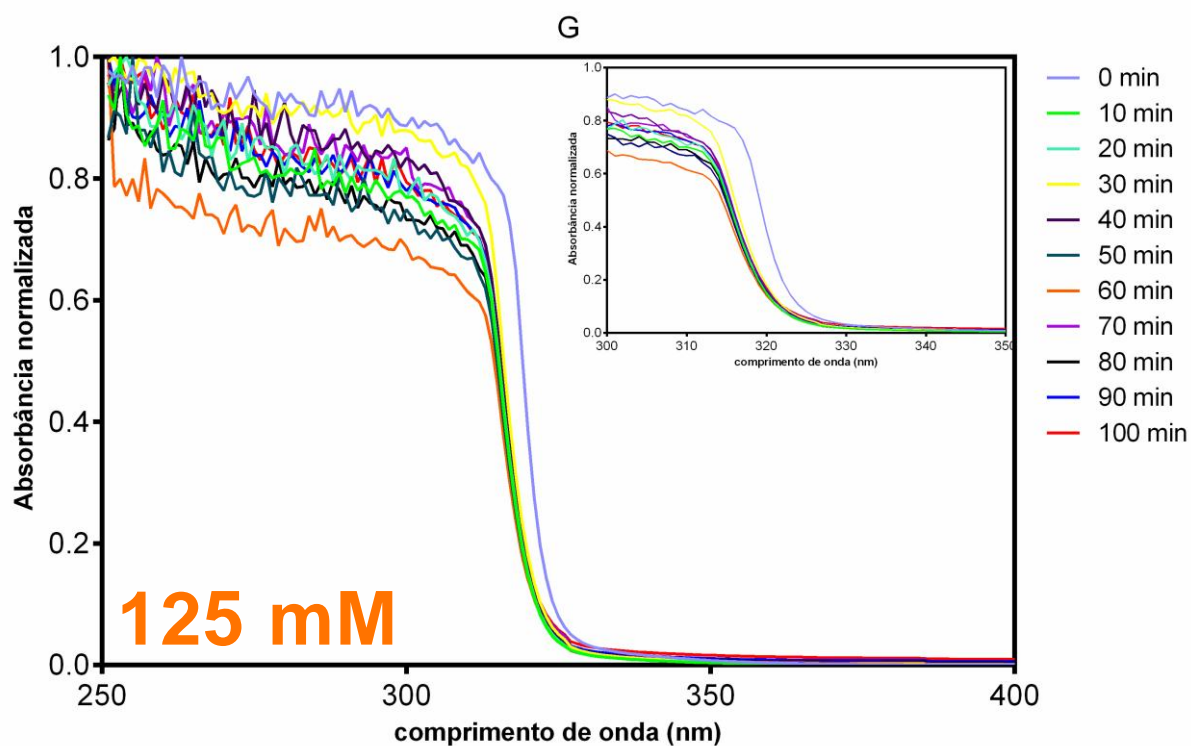 G
Absorbância normalizada
1.0
0.8
0.6
0.4
0.2
0.0
250
300
350
400
comprimento de onda (nm)
125 mM
Absorbância normalizada
1.0
0.8
0.6
0.4
0.2
0.0
300
310
320
330
340
350
comprimento de onda (nm)
0 min
10 min
20 min
30 min
40 min
50 min
60 min
70 min
80 min
90 min
100 min